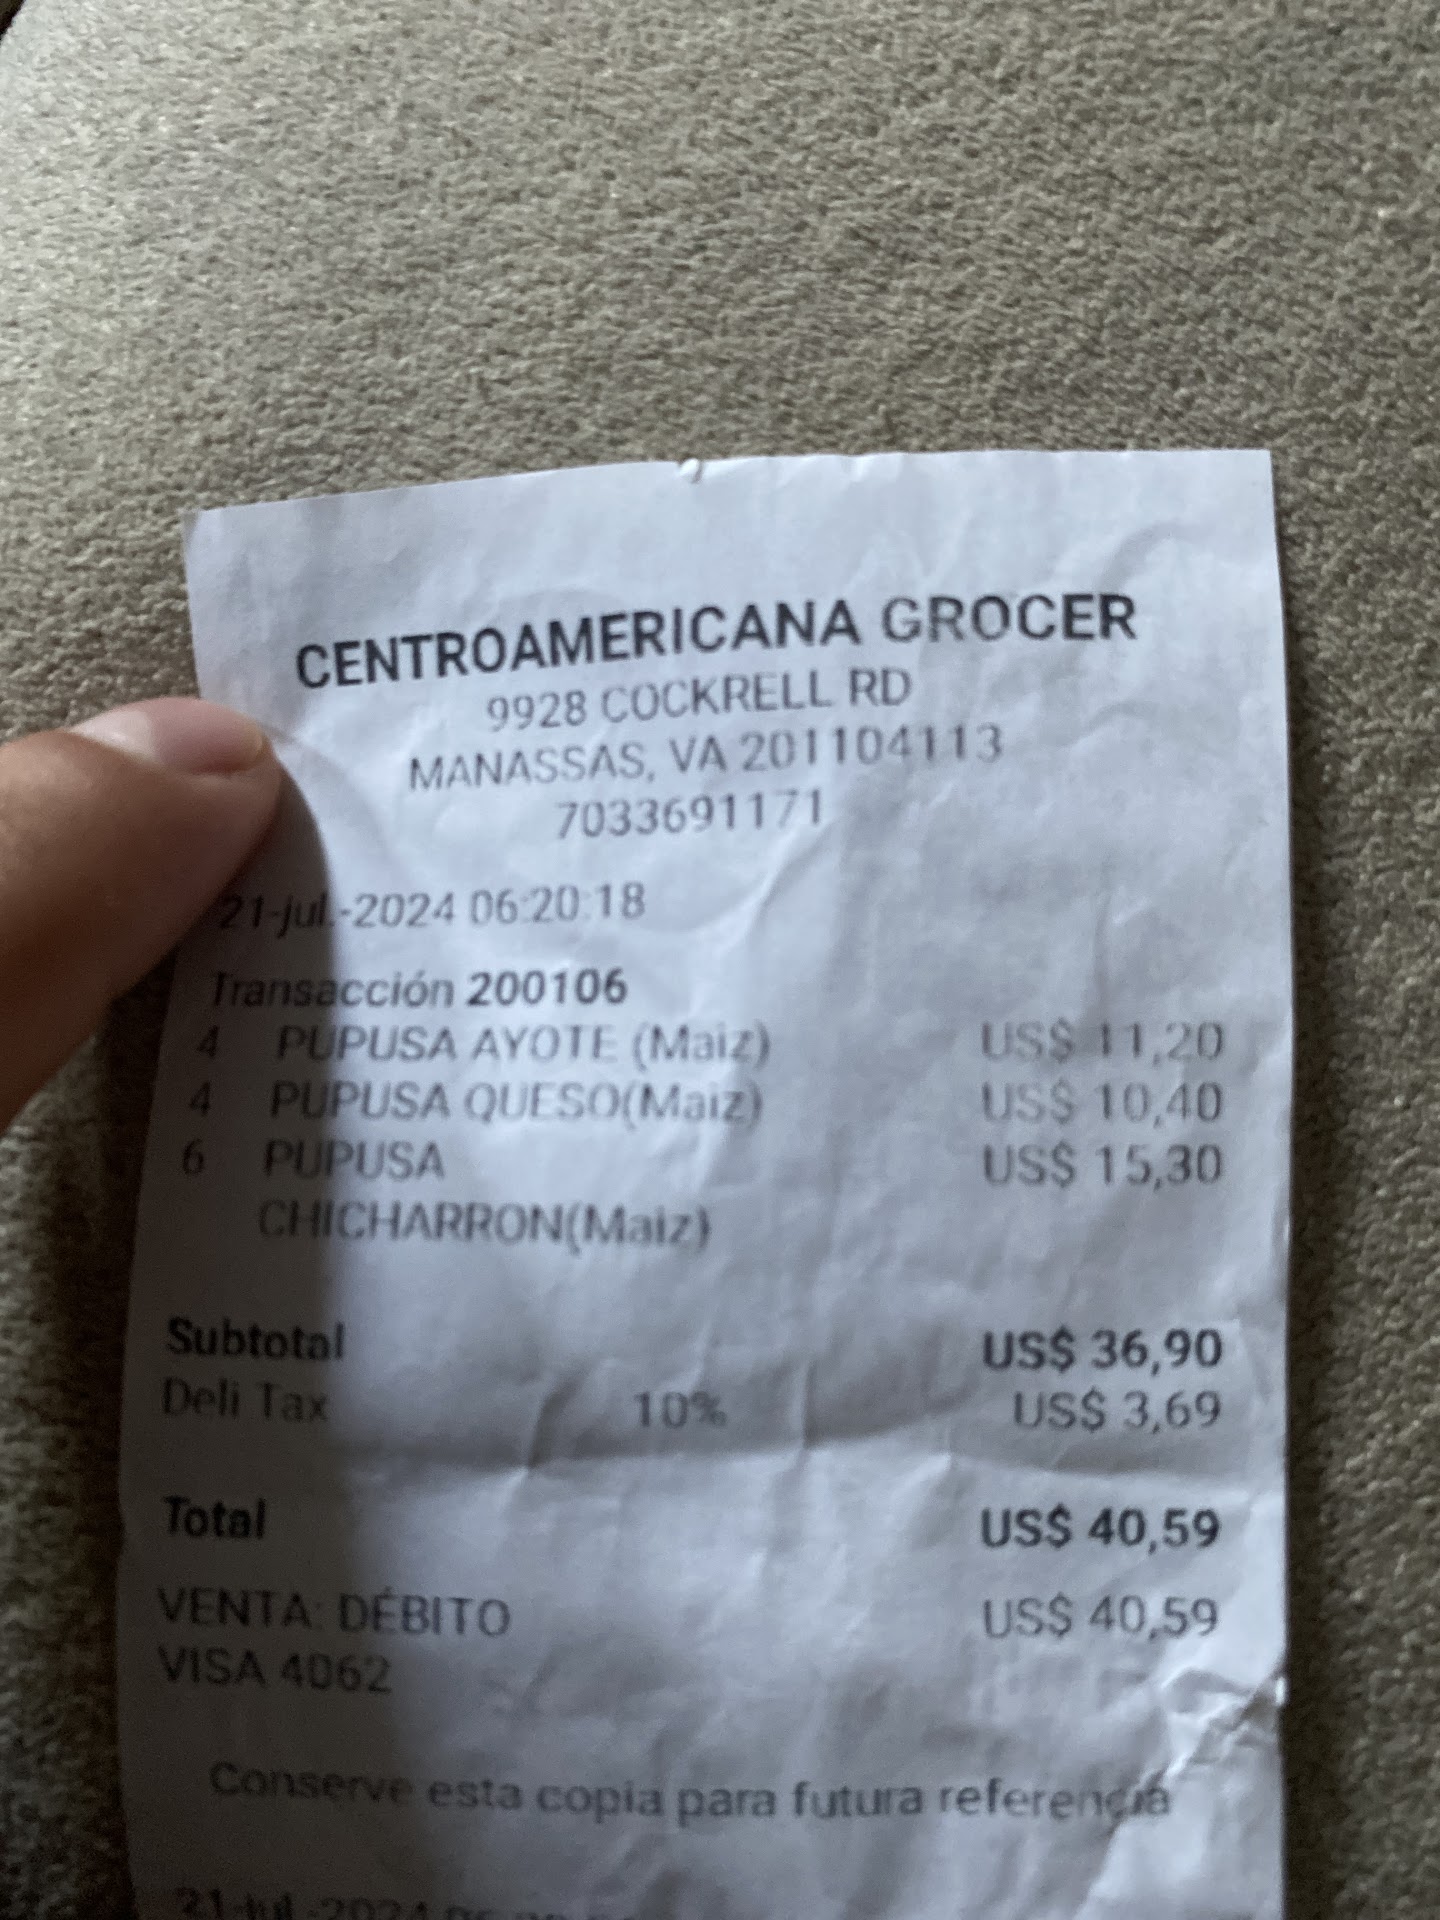 CENTROAMERICANA GROCER
9928 COCKRELL RD
MANASSAS, VA 201104113
7033691171
21-jul.-2024 06:20:18
Transacción 200106
4 PUPUSA AYOTE (Maiz) US$ 11,20
4 PUPUSA QUESO(Maiz) US$ 10,40
6 PUPUSA US$ 15,30
CHICHARRON(Maiz)
Subtotal US$ 36,90
Deli Tax 10% US$ 3,69
Total US$ 40,59
VENTA: DÉBITO US$ 40,59
VISA 4062
Conserve esta copia para futura referencia
21-jul.-2024